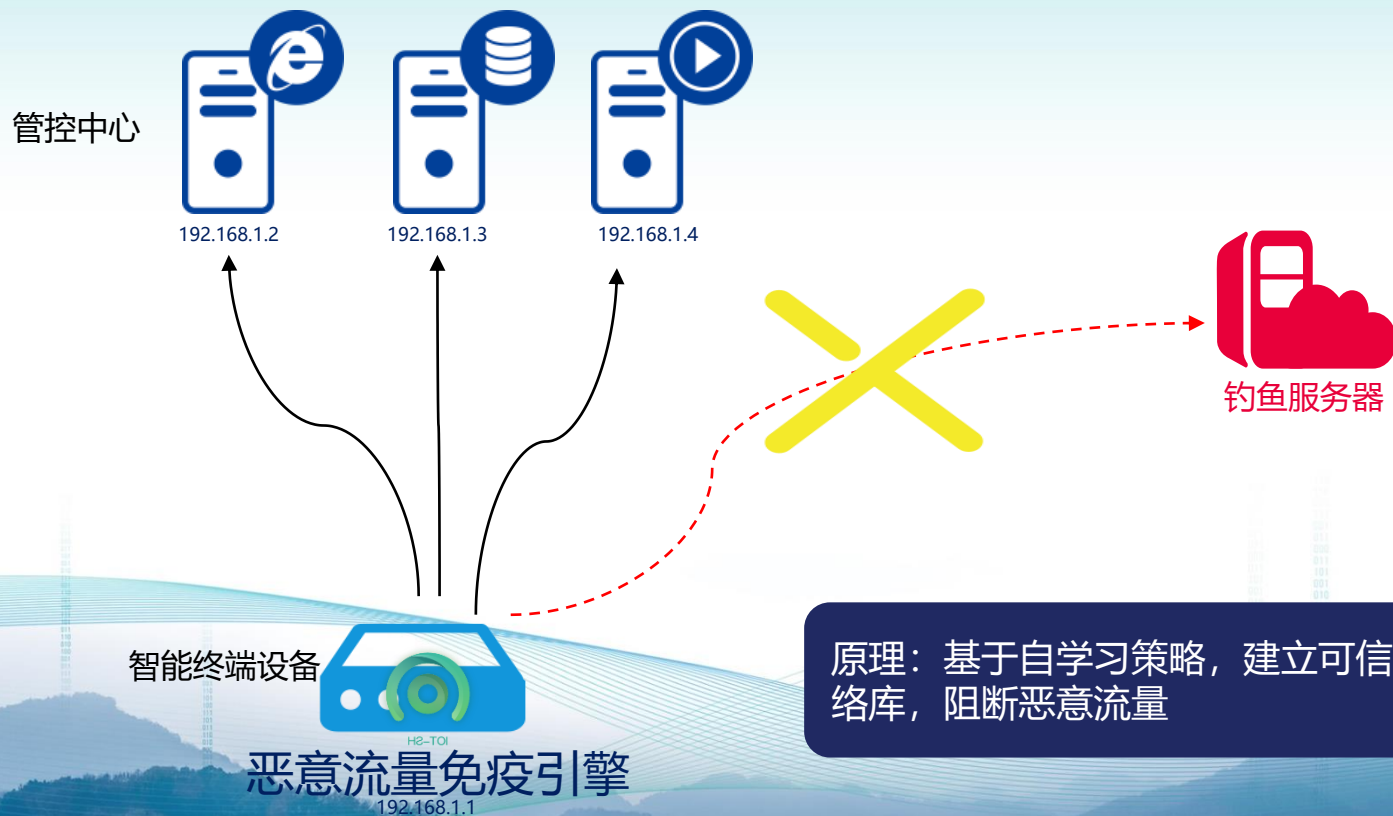 管控中心
192.168.1.2
192.168.1.3
192.168.1.4
钓鱼服务器
智能终端设备
IOT-SH
恶意流量免疫引擎
192.168.1.1
原理：基于自学习策略，建立可信
络库，阻断恶意流量